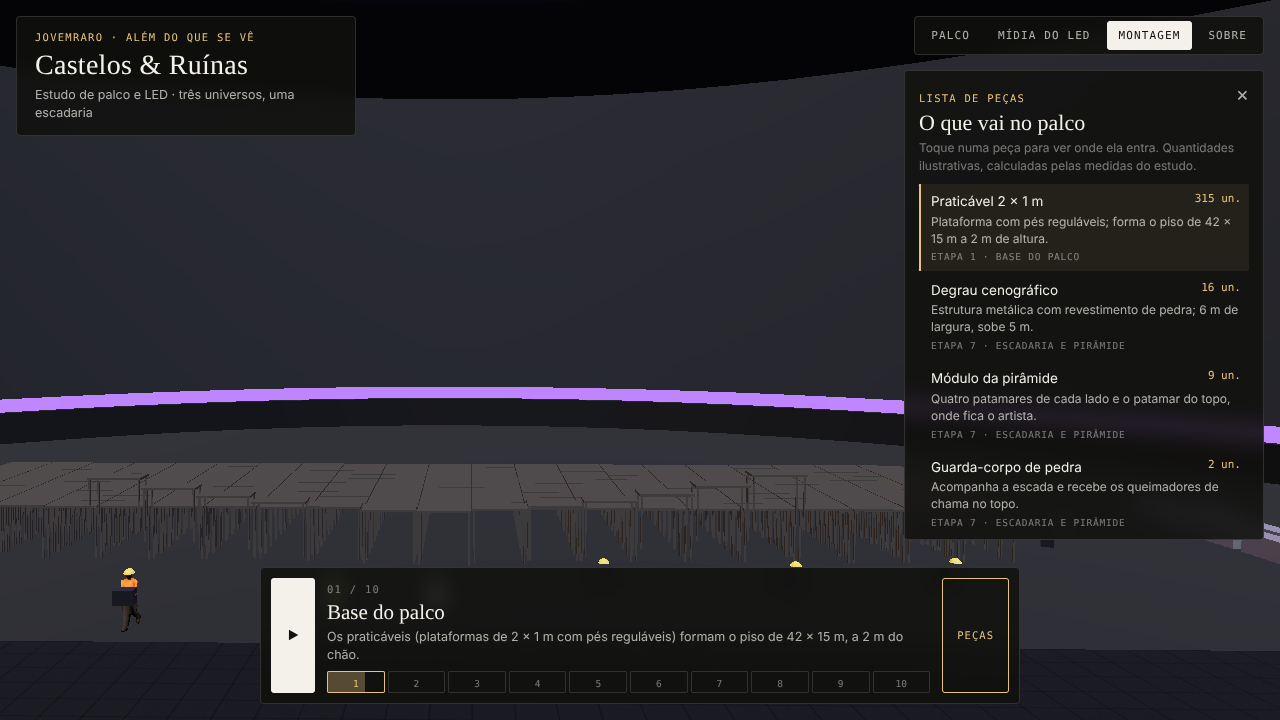 JOVEMRARO · ALÉM DO QUE SE VÊ
Castelos & Ruínas
Estudo de palco e LED · três universos, uma
escadaria
PALCO
MÍDIA DO LED
MONTAGEM
SOBRE
LISTA DE PEÇAS
✕
O que vai no palco
Toque numa peça para ver onde ela entra. Quantidades
ilustrativas, calculadas pelas medidas do estudo.
Praticável 2 × 1 m
315 un.
Plataforma com pés reguláveis; forma o piso de 42 ×
15 m a 2 m de altura.
ETAPA 1 · BASE DO PALCO
Degrau cenográfico
16 un.
Estrutura metálica com revestimento de pedra; 6 m de
largura, sobe 5 m.
ETAPA 7 · ESCADARIA E PIRÂMIDE
Módulo da pirâmide
9 un.
Quatro patamares de cada lado e o patamar do topo,
onde fica o artista.
ETAPA 7 · ESCADARIA E PIRÂMIDE
Guarda-corpo de pedra
2 un.
Acompanha a escada e recebe os queimadores de
chama no topo.
ETAPA 7 · ESCADARIA E PIRÂMIDE
01 / 10
Base do palco
Os praticáveis (plataformas de 2 × 1 m com pés reguláveis) formam o piso de 42 × 15 m, a 2 m do
chão.
1 2 3 4 5 6 7 8 9 10
PEÇAS